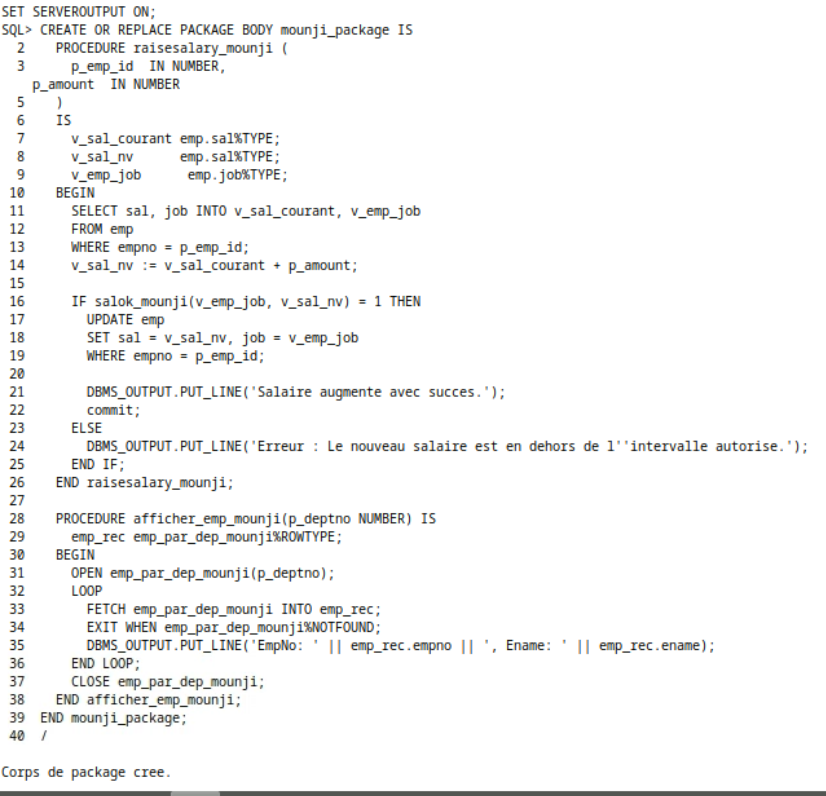 SET SERVEROUTPUT ON;
SQL> CREATE OR REPLACE PACKAGE BODY mounji_package IS
  2    PROCEDURE raisesalary_mounji (
  3      p_emp_id  IN NUMBER,
    p_amount  IN NUMBER
  5    )
  6    IS
  7      v_sal_courant emp.sal%TYPE;
  8      v_sal_nv      emp.sal%TYPE;
  9      v_emp_job      emp.job%TYPE;
 10    BEGIN
 11      SELECT sal, job INTO v_sal_courant, v_emp_job
 12      FROM emp
 13      WHERE empno = p_emp_id;
 14      v_sal_nv := v_sal_courant + p_amount;
 15
 16      IF salok_mounji(v_emp_job, v_sal_nv) = 1 THEN
 17        UPDATE emp
 18        SET sal = v_sal_nv, job = v_emp_job
 19        WHERE empno = p_emp_id;
 20
 21        DBMS_OUTPUT.PUT_LINE('Salaire augmente avec succes.');
 22        commit;
 23      ELSE
 24        DBMS_OUTPUT.PUT_LINE('Erreur : Le nouveau salaire est en dehors de l''intervalle autorise.');
 25      END IF;
 26    END raisesalary_mounji;
 27
 28    PROCEDURE afficher_emp_mounji(p_deptno NUMBER) IS
 29      emp_rec emp_par_dep_mounji%ROWTYPE;
 30    BEGIN
 31      OPEN emp_par_dep_mounji(p_deptno);
 32      LOOP
 33        FETCH emp_par_dep_mounji INTO emp_rec;
 34        EXIT WHEN emp_par_dep_mounji%NOTFOUND;
 35        DBMS_OUTPUT.PUT_LINE('EmpNo: ' || emp_rec.empno || ', Ename: ' || emp_rec.ename);
 36      END LOOP;
 37      CLOSE emp_par_dep_mounji;
 38    END afficher_emp_mounji;
 39  END mounji_package;
 40  /
Corps de package cree.